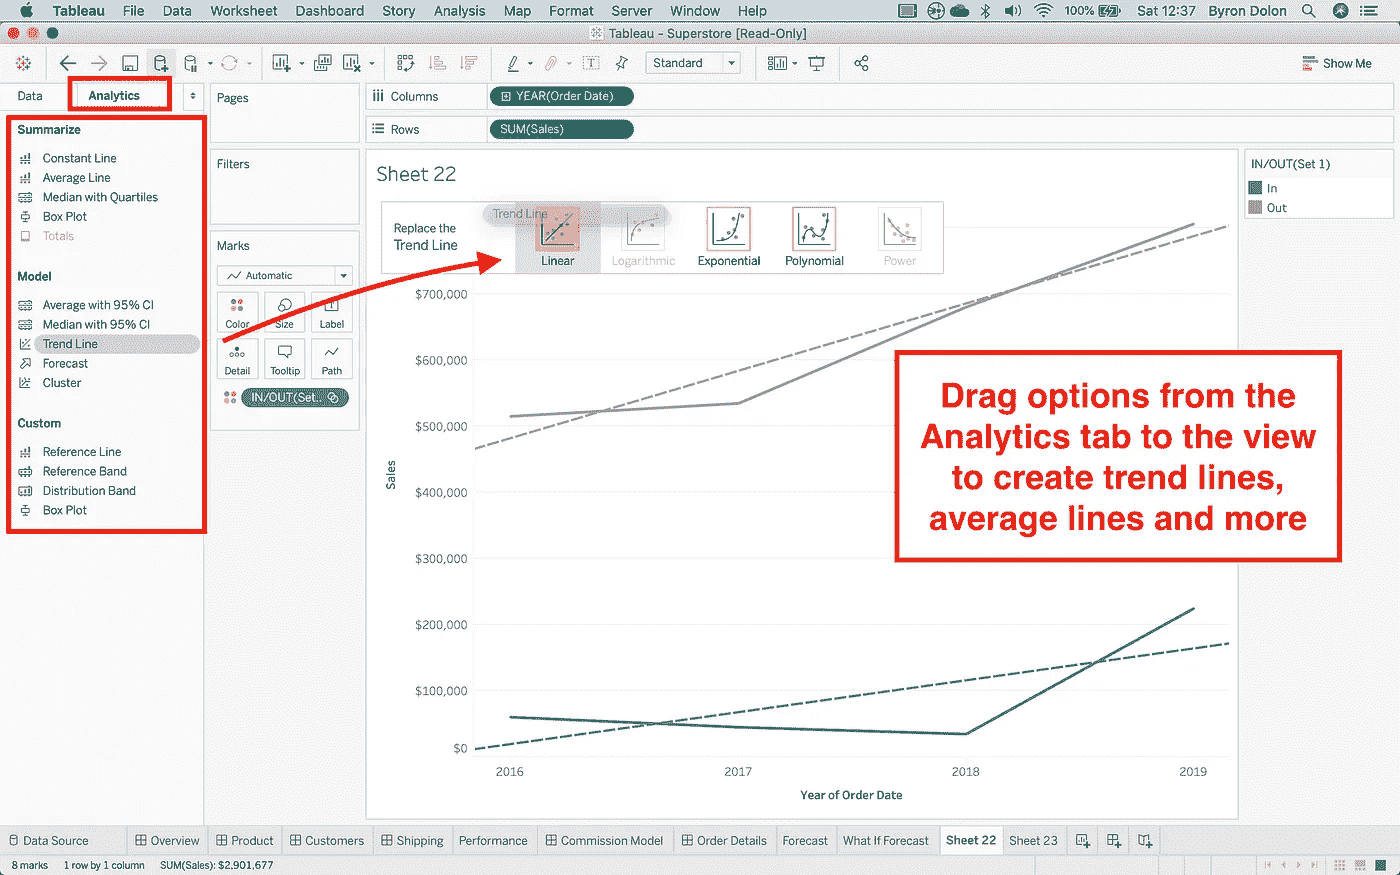 Tableau File Data Worksheet Dashboard Story Analysis Map Format Server Window Help 100% Sat 12:37 Byron Dolon
Tableau - Superstore [Read-Only]
Standard Show Me
Data Analytics
Summarize
Constant Line
Average Line
Median with Quartiles
Box Plot
Totals
Model
Average with 95% CI
Median with 95% CI
Trend Line
Forecast
Cluster
Custom
Reference Line
Reference Band
Distribution Band
Box Plot
Pages
Filters
Marks
Automatic
Color Size Label
Detail Tooltip Path
IN/OUT(Set..
Columns YEAR(Order Date)
Rows SUM(Sales)
Sheet 22
Replace the
Trend Line
Trend Line
Linear Logarithmic Exponential Polynomial Power
$700,000
$600,000
$500,000
$400,000
$300,000
$200,000
$100,000
$0
Sales
2016 2017 2018 2019
Year of Order Date
Drag options from the
Analytics tab to the view
to create trend lines,
average lines and more
IN/OUT(Set 1)
In
Out
Data Source Overview Product Customers Shipping Performance Commission Model Order Details Forecast What If Forecast Sheet 22 Sheet 23
8 marks 1 row by 1 column SUM(Sales): $2,901,677